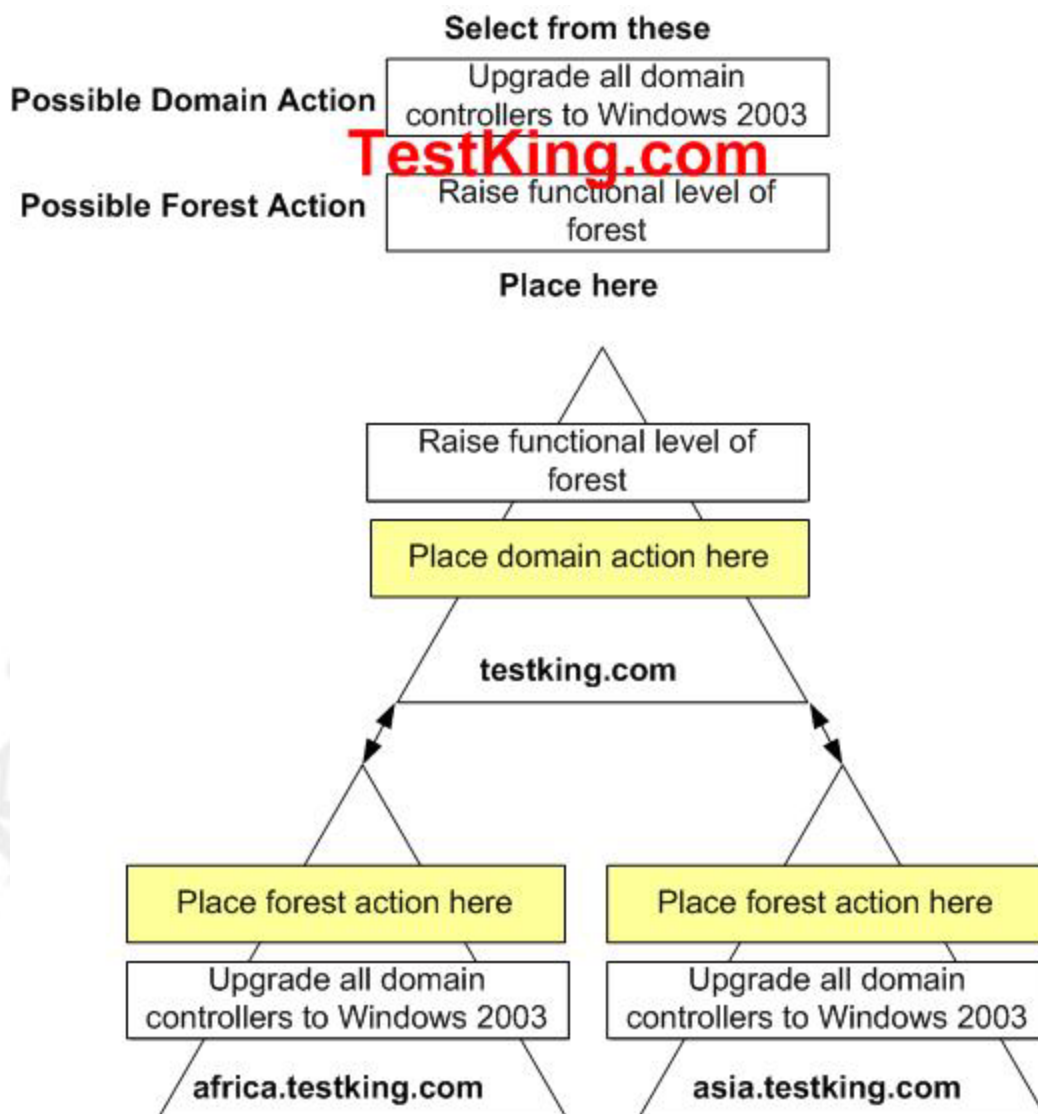 Select from these
Possible Domain Action
Upgrade all domain
controllers to Windows 2003
TestKing.com
Possible Forest Action
Raise functional level of
forest
Place here
Raise functional level of
forest
Place domain action here
testking.com
Place forest action here
Place forest action here
Upgrade all domain
controllers to Windows 2003
Upgrade all domain
controllers to Windows 2003
africa.testking.com
asia.testking.com